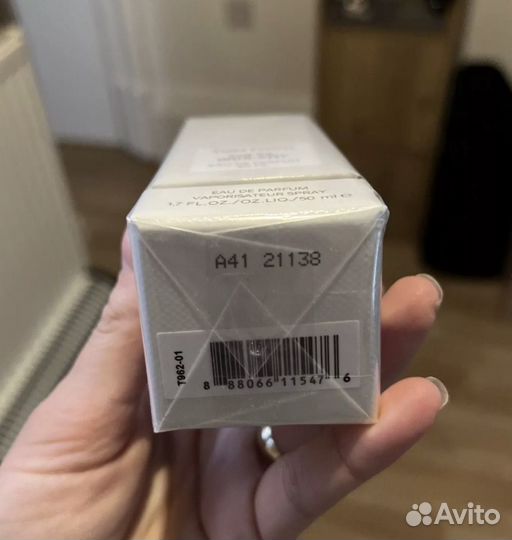 EAU DE PARFUM
VAPORISATEUR SPRAY
1.7 FL.OZ./OZ.LIQ./50 ml ℮
A41 21138
T962-01
8 88066 11547 6
Avito